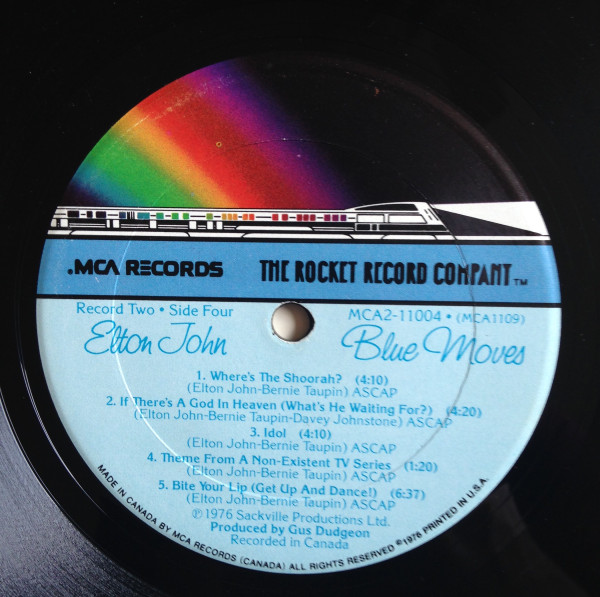 .MCA RECORDS THE ROCKET RECORD COMPANY™
Record Two • Side Four MCA2-11004 • (MCA1109)
Elton John Blue Moves
1. Where's The Shoorah? (4:10)
(Elton John-Bernie Taupin) ASCAP
2. If There's A God In Heaven (What's He Waiting For?) (4:20)
(Elton John-Bernie Taupin-Davey Johnstone) ASCAP
3. Idol (4:10)
(Elton John-Bernie Taupin) ASCAP
4. Theme From A Non-Existent TV Series (1:20)
(Elton John-Bernie Taupin) ASCAP
5. Bite Your Lip (Get Up And Dance!) (6:37)
(Elton John-Bernie Taupin) ASCAP
℗1976 Sackville Productions Ltd.
Produced by Gus Dudgeon
Recorded in Canada
MADE IN CANADA BY MCA RECORDS (CANADA) ALL RIGHTS RESERVED ©1976 PRINTED IN U.S.A.